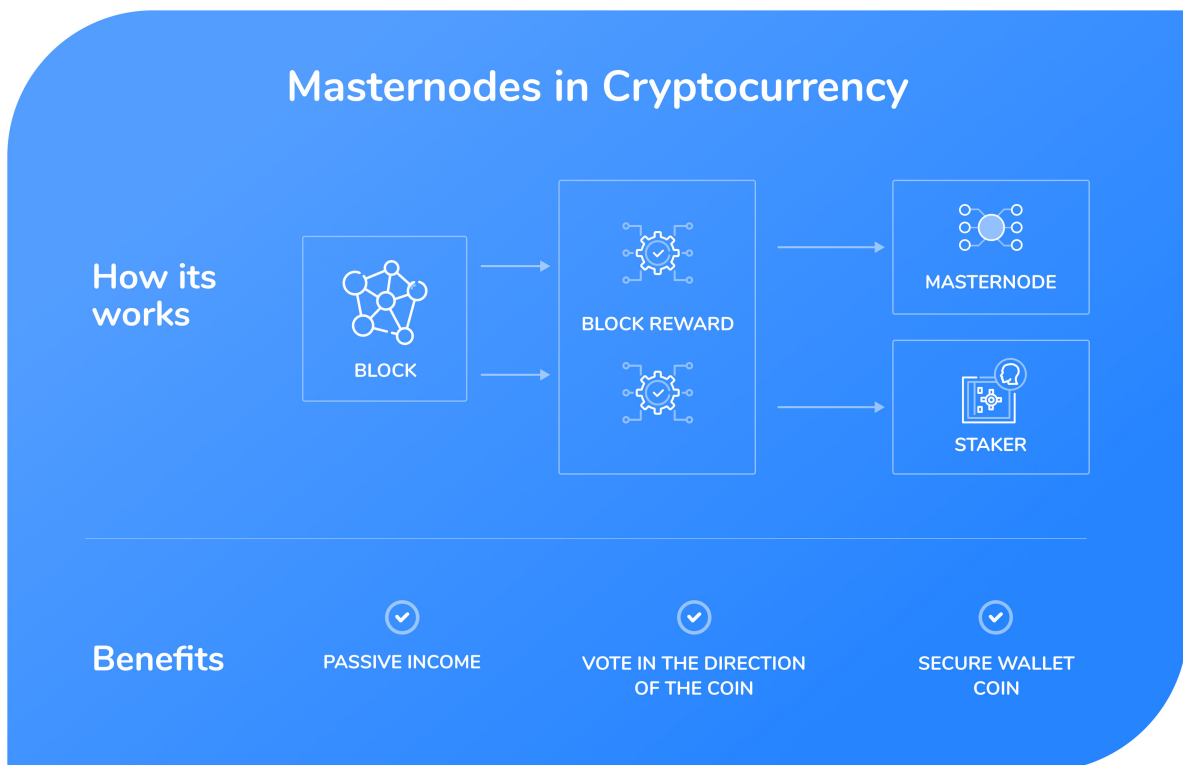 Masternodes in Cryptocurrency
How its
works
BLOCK
BLOCK REWARD
MASTERNODE
STAKER
Benefits
PASSIVE INCOME
VOTE IN THE DIRECTION
OF THE COIN
SECURE WALLET
COIN